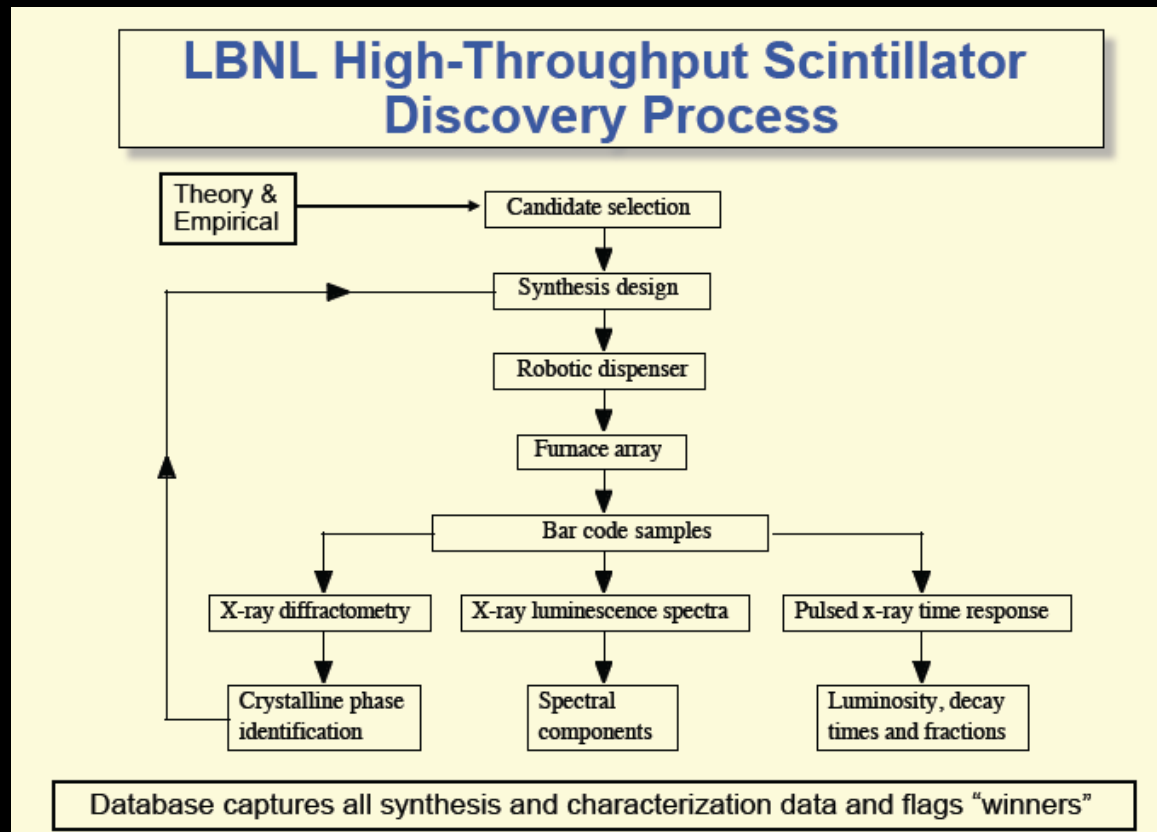 LBNL High-Throughput Scintillator
Discovery Process
Theory &
Empirical
Candidate selection
Synthesis design
Robotic dispenser
Furnace array
Bar code samples
X-ray diffractometry
X-ray luminescence spectra
Pulsed x-ray time response
Crystalline phase
identification
Spectral
components
Luminosity, decay
times and fractions
Database captures all synthesis and characterization data and flags “winners”